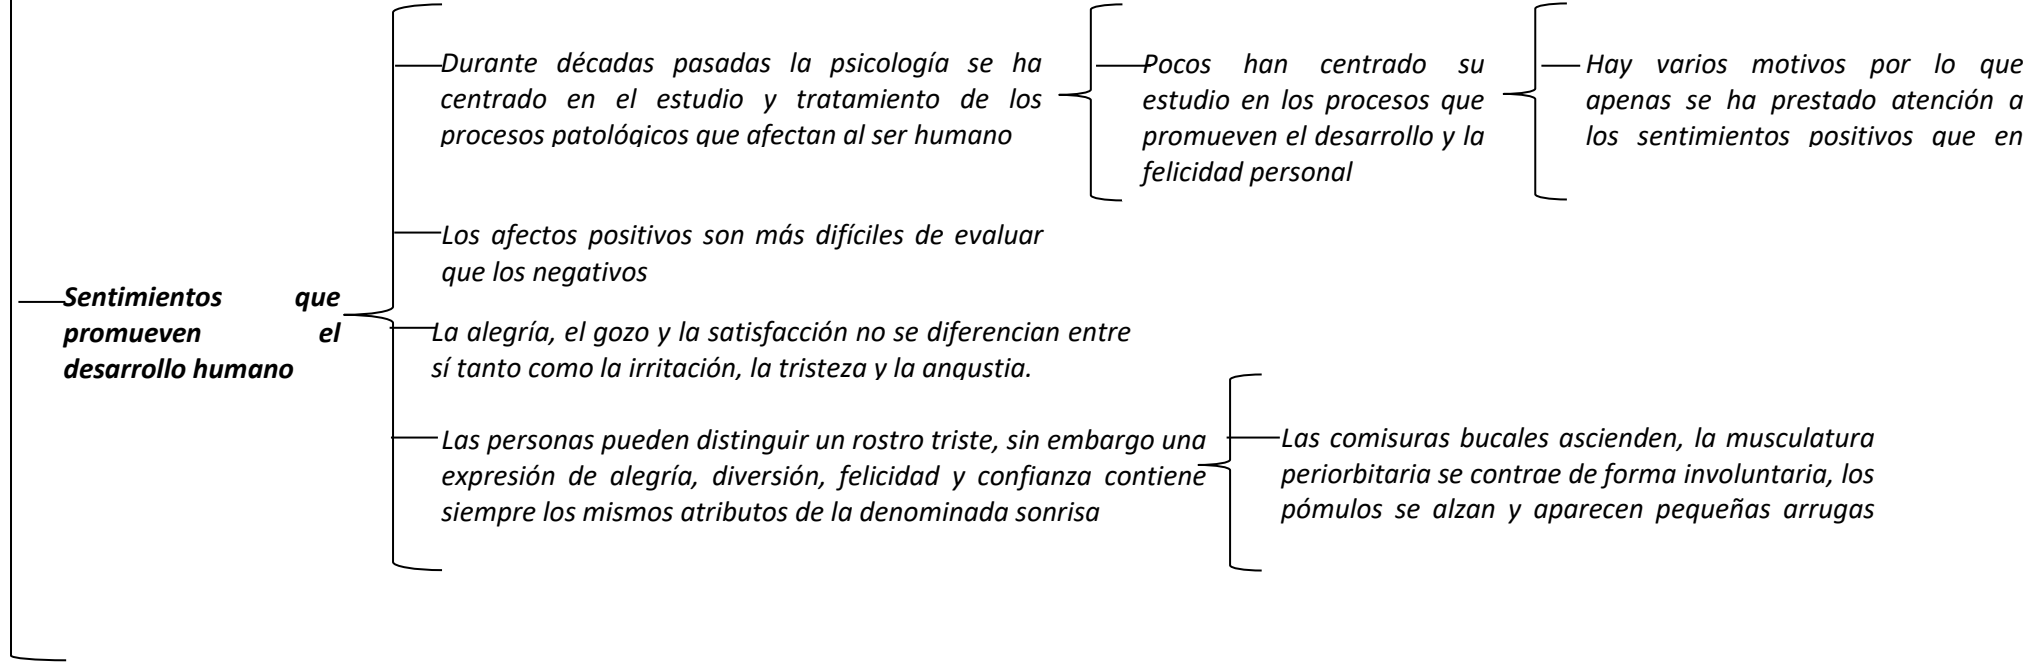 Durante décadas pasadas la psicología se ha
centrado en el estudio y tratamiento de los
procesos patológicos que afectan al ser humano
Pocos han centrado su
estudio en los procesos que
promueven el desarrollo y la
felicidad personal
Hay varios motivos por lo que
apenas se ha prestado atención a
los sentimientos positivos que en
Los afectos positivos son más difíciles de evaluar
que los negativos
Sentimientos que
promueven el
desarrollo humano
La alegría, el gozo y la satisfacción no se diferencian entre
sí tanto como la irritación, la tristeza y la angustia.
Las personas pueden distinguir un rostro triste, sin embargo una
expresión de alegría, diversión, felicidad y confianza contiene
siempre los mismos atributos de la denominada sonrisa
Las comisuras bucales ascienden, la musculatura
periorbitaria se contrae de forma involuntaria, los
pómulos se alzan y aparecen pequeñas arrugas